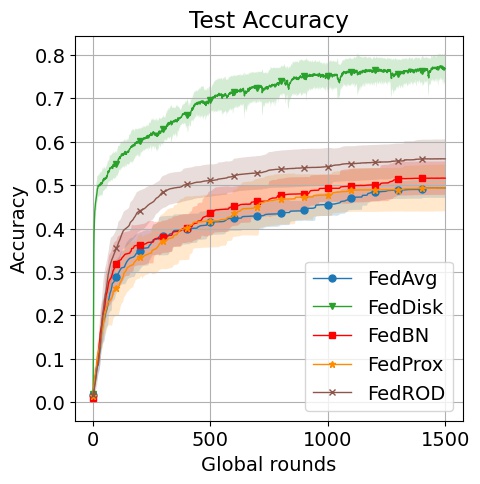 Test Accuracy
Accuracy
0.8
0.7
0.6
0.5
0.4
0.3
0.2
0.1
0.0
FedAvg
FedDisk
FedBN
FedProx
FedROD
0
500
1000
1500
Global rounds